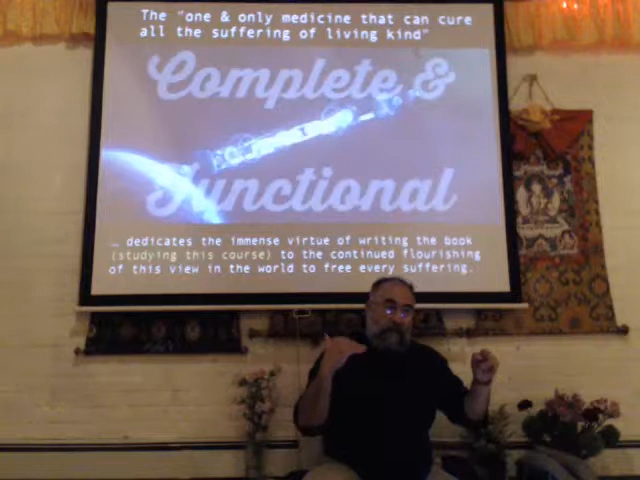 The "one & only medicine that can cure
all the suffering of living kind"
Complete &
Functional
… dedicates the immense virtue of writing the book
(studying this course) to the continued flourishing
of this view in the world to free every suffering.